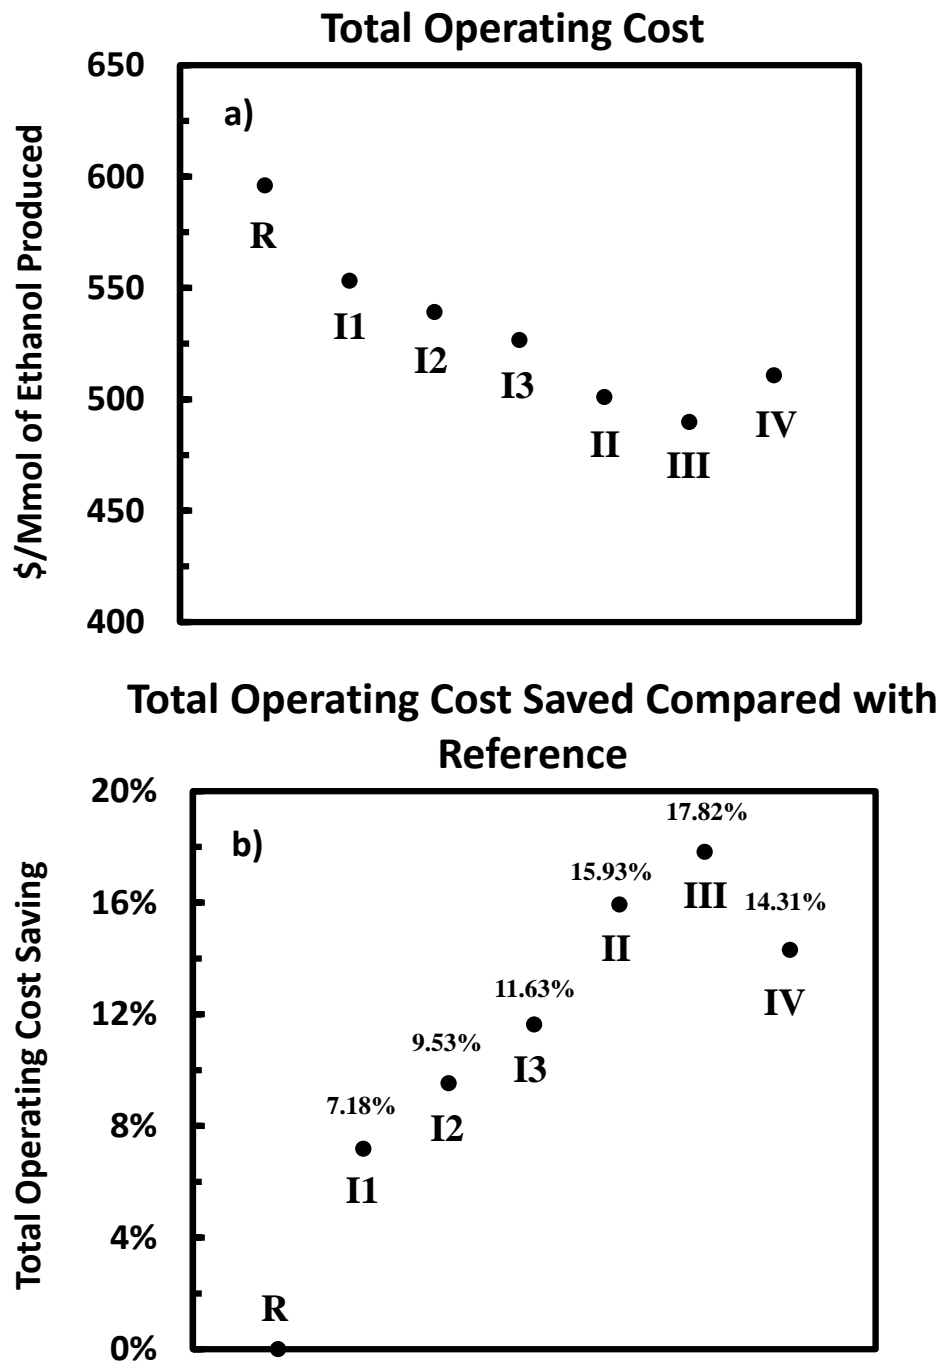 Total Operating Cost
650
a)
600
R
550
I1
I2
I3
500
II
III
IV
450
400
$/Mmol of Ethanol Produced
Total Operating Cost Saved Compared with
Reference
20%
17.82%
b)
15.93%
16%
III
14.31%
II
11.63%
IV
12%
9.53%
I3
7.18%
8%
I2
I1
4%
R
0%
Total Operating Cost Saving